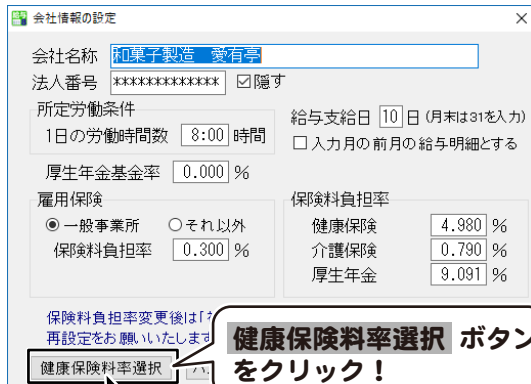 会社情報の設定
会社名称 和菓子製造 愛有亭
法人番号 ************* ☑隠す
所定労働条件
1日の労働時間数 8:00 時間
給与支給日 10 日 (月末は31を入力)
□入力月の前月の給与明細とする
厚生年金基金率 0.000 %
雇用保険
◉一般事業所 ○それ以外
保険料負担率 0.300 %
保険料負担率
健康保険 4.980 %
介護保険 0.790 %
厚生年金 9.091 %
保険料負担率変更後は「
再設定をお願いいたします
健康保険料率選択
健康保険料率選択 ボタン
をクリック！